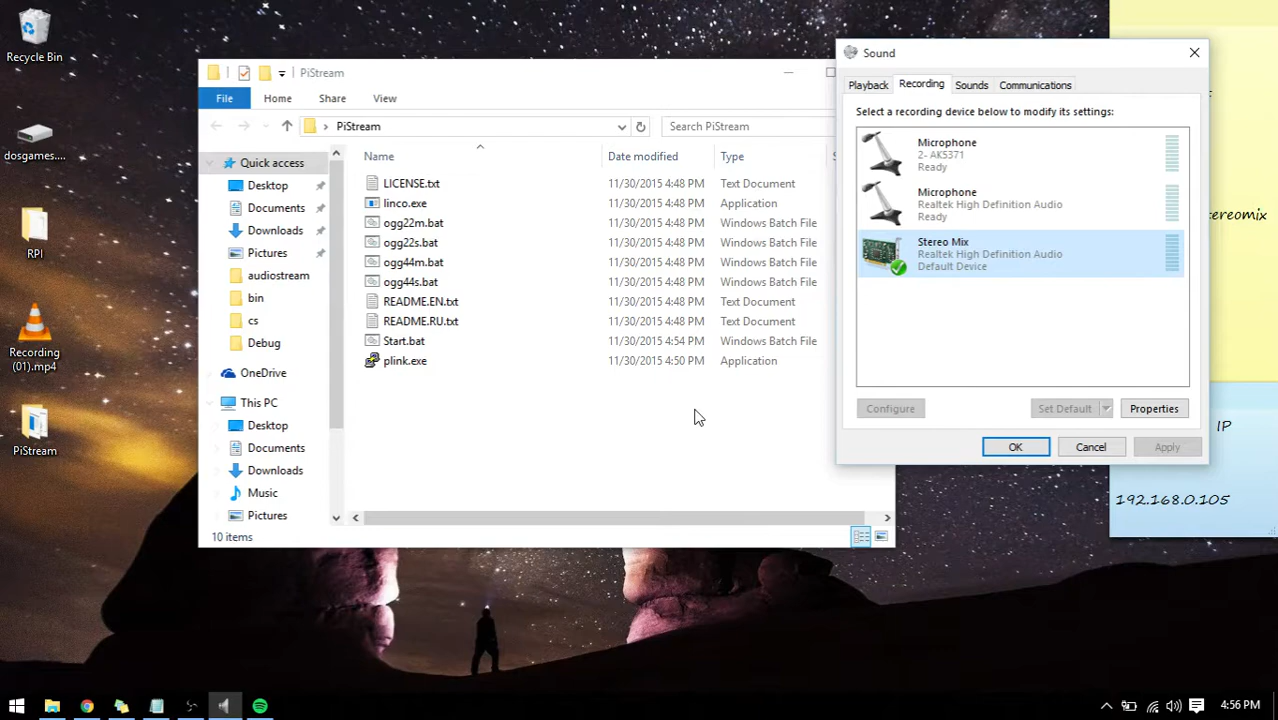 Recycle Bin
dosgames....
RPI
Recording
(01).mp4
PiStream
PiStream
File Home Share View
PiStream
Search PiStream
Name Date modified Type
Quick access
Desktop
Documents
Downloads
Pictures
audiostream
bin
cs
Debug
OneDrive
This PC
Desktop
Documents
Downloads
Music
Pictures
LICENSE.txt 11/30/2015 4:48 PM Text Document
linco.exe 11/30/2015 4:48 PM Application
ogg22m.bat 11/30/2015 4:48 PM Windows Batch File
ogg22s.bat 11/30/2015 4:48 PM Windows Batch File
ogg44m.bat 11/30/2015 4:48 PM Windows Batch File
ogg44s.bat 11/30/2015 4:48 PM Windows Batch File
README.EN.txt 11/30/2015 4:48 PM Text Document
README.RU.txt 11/30/2015 4:48 PM Text Document
Start.bat 11/30/2015 4:54 PM Windows Batch File
plink.exe 11/30/2015 4:50 PM Application
10 items
Sound
Playback Recording Sounds Communications
Select a recording device below to modify its settings:
Microphone
2- AK5371
Ready
Microphone
Realtek High Definition Audio
Ready
Stereo Mix
Realtek High Definition Audio
Default Device
Configure Set Default Properties
OK Cancel Apply
IP
192.168.0.105
4:56 PM